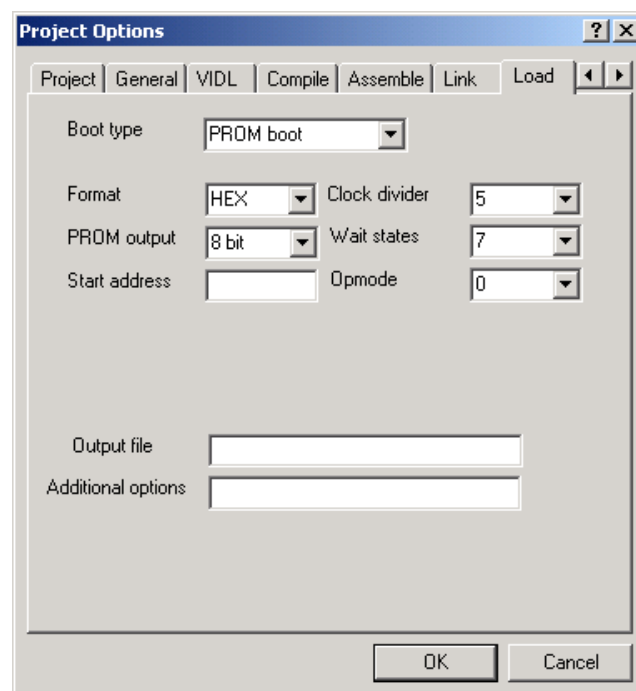 Project Options
Project General VIDL Compile Assemble Link Load
Boot type PROM boot
Format HEX Clock divider 5
PROM output 8 bit Wait states 7
Start address Opmode 0
Output file
Additional options
OK Cancel